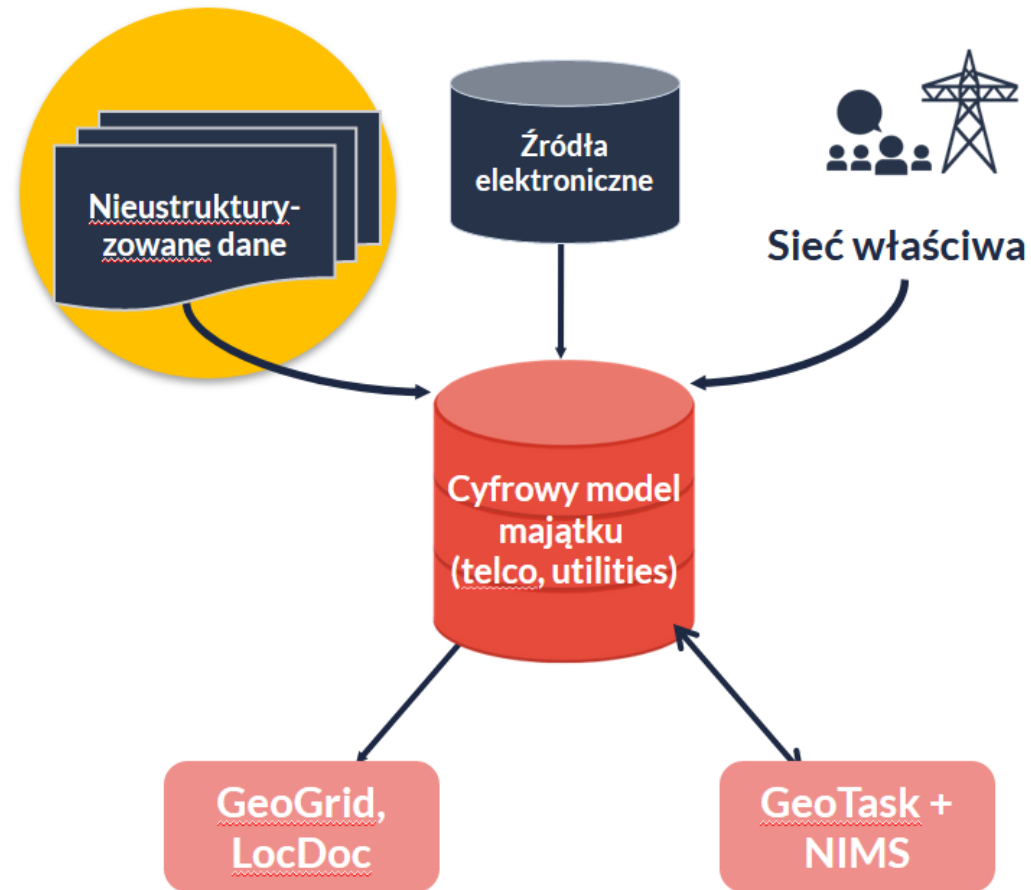 Nieustruktury-
zowane dane
Źródła
elektroniczne
Sieć właściwa
Cyfrowy model
majątku
(telco, utilities)
GeoGrid,
LocDoc
GeoTask +
NIMS